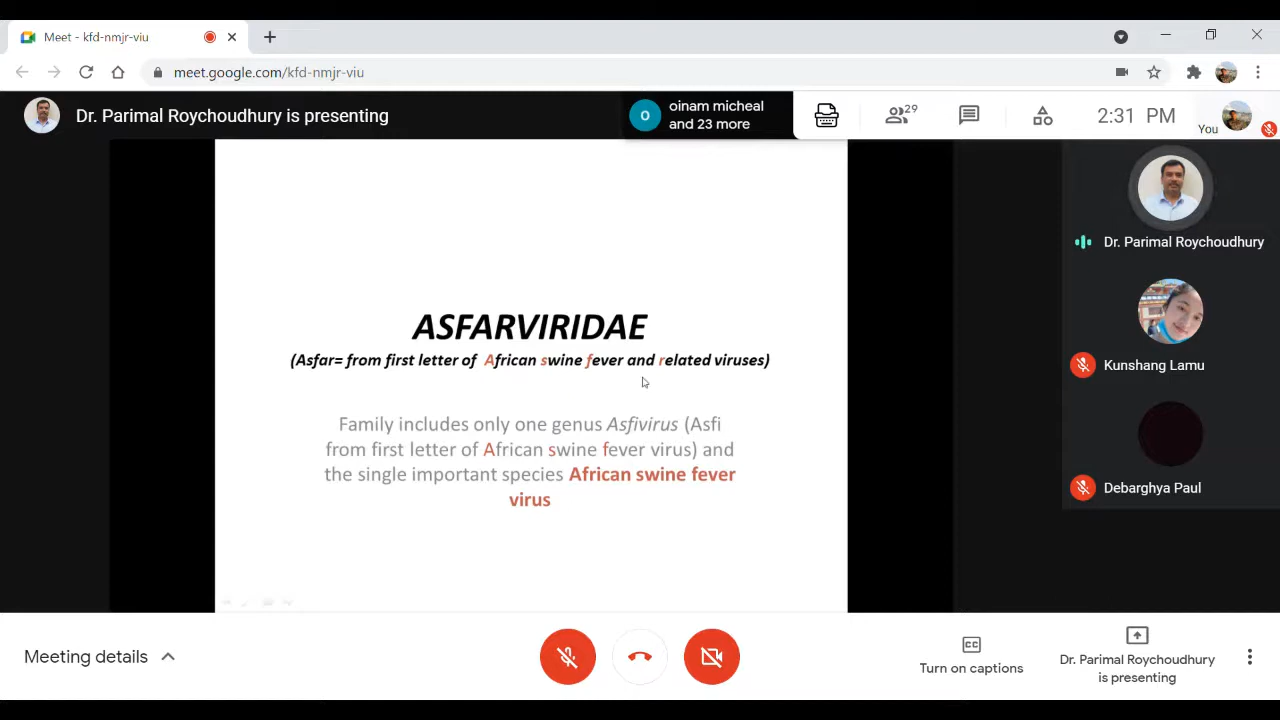 Meet - kfd-nmjr-viu
meet.google.com/kfd-nmjr-viu
Dr. Parimal Roychoudhury is presenting
O
oinam micheal
and 23 more
29
2:31 PM
You
Dr. Parimal Roychoudhury
Kunshang Lamu
Debarghya Paul
ASFARVIRIDAE
(Asfar= from first letter of African swine fever and related viruses)
Family includes only one genus Asfivirus (Asfi
from first letter of African swine fever virus) and
the single important species African swine fever
virus
Meeting details
CC
Turn on captions
Dr. Parimal Roychoudhury
is presenting